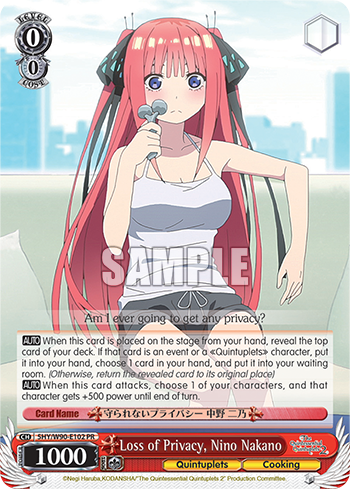 LEVEL
0
0
COST
SAMPLE
Am I ever going to get any privacy?
AUTO When this card is placed on the stage from your hand, reveal the top
card of your deck. If that card is an event or a «Quintuplets» character, put
it into your hand, choose 1 card in your hand, and put it into your waiting
room. (Otherwise, return the revealed card to its original place)
AUTO When this card attacks, choose 1 of your characters, and that
character gets +500 power until end of turn.
Card Name 守られないプライバシー 中野 二乃
CH 5HY/W90-E102 PR
POWER
1000
Loss of Privacy, Nino Nakano
The Quintessential Quintuplets 2
Quintuplets Cooking
©Negi Haruba,KODANSHA/"The Quintessential Quintuplets 2" Production Committee.